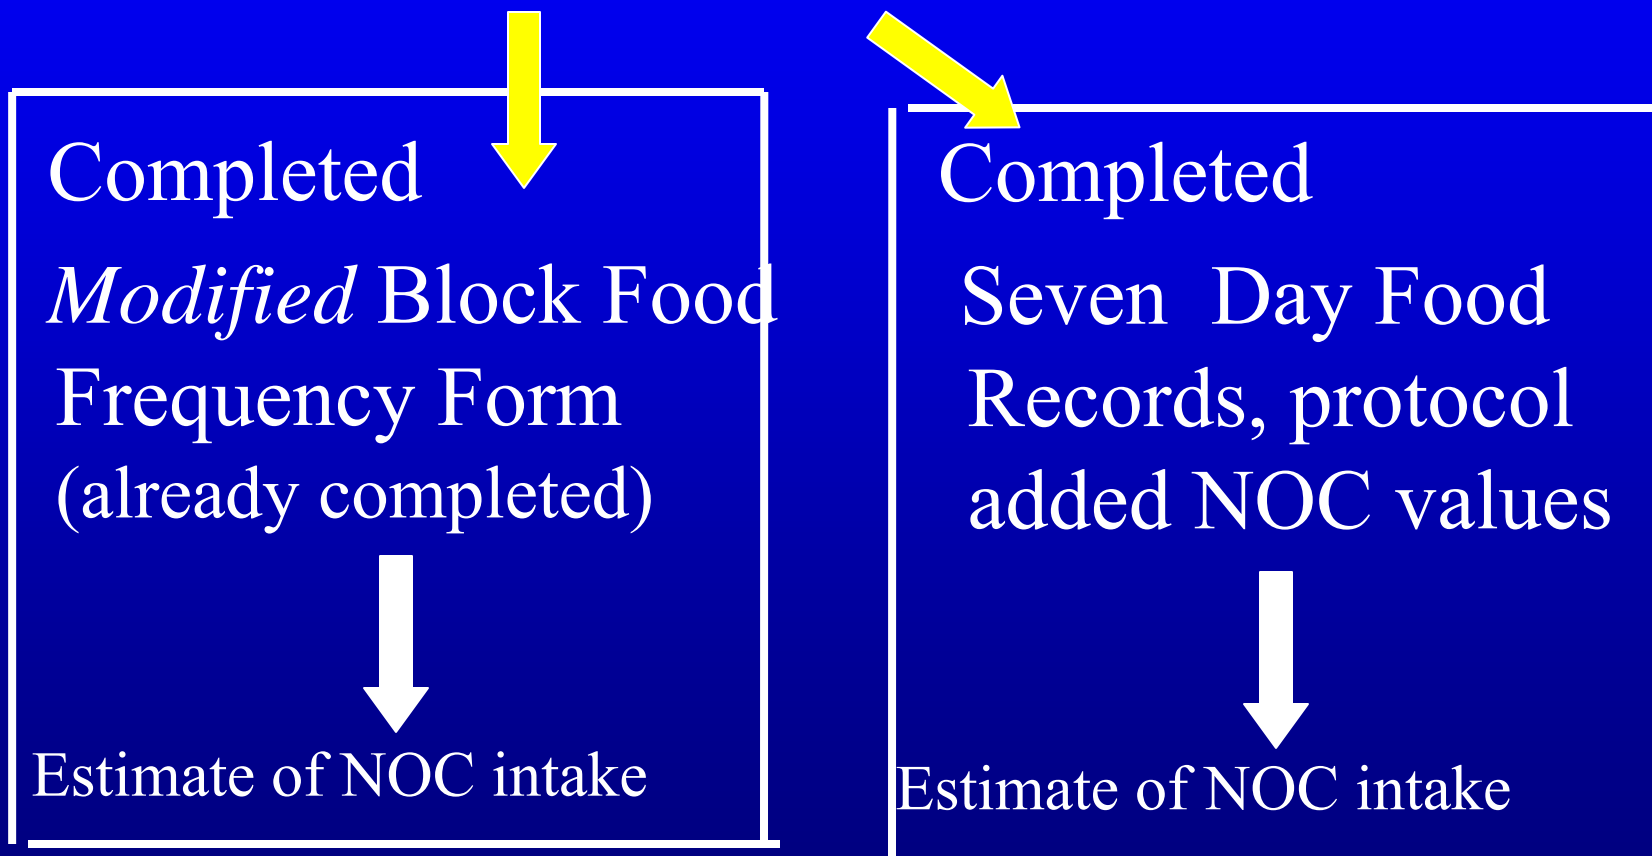 Completed
Modified Block Food
Frequency Form
(already completed)
Estimate of NOC intake
Completed
Seven Day Food
Records, protocol
added NOC values
Estimate of NOC intake